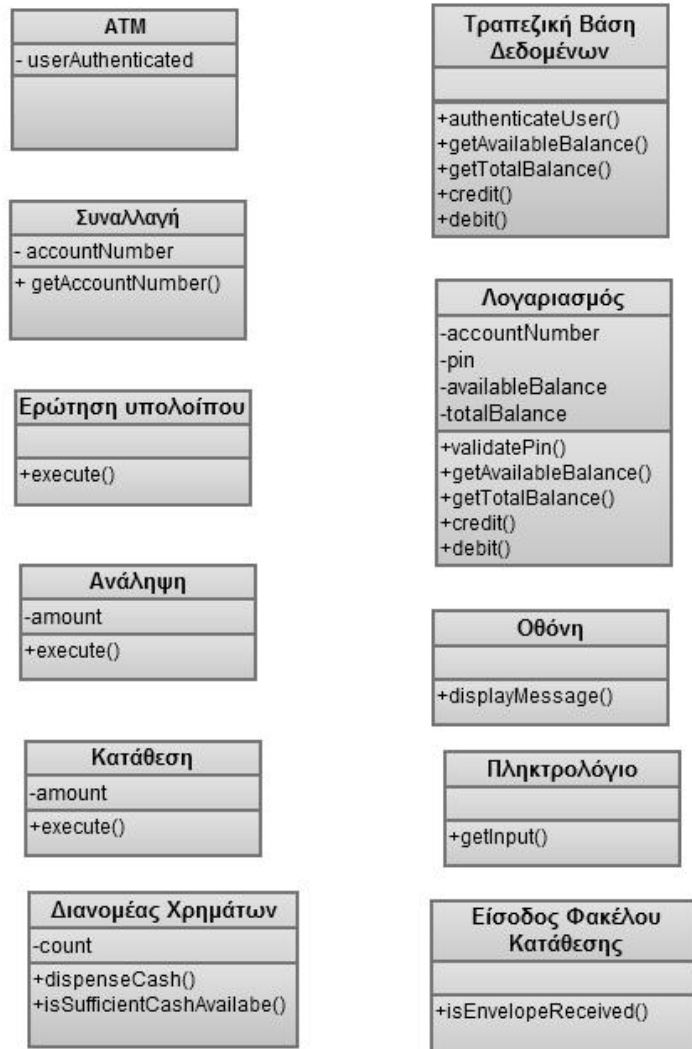 ATM
- userAuthenticated
Συναλλαγή
- accountNumber
+ getAccountNumber()
Ερώτηση υπολοίπου
+execute()
Ανάληψη
-amount
+execute()
Κατάθεση
-amount
+execute()
Διανομέας Χρημάτων
-count
+dispenseCash()
+isSufficientCashAvailabe()
Τραπεζική Βάση
Δεδομένων
+authenticateUser()
+getAvailableBalance()
+getTotalBalance()
+credit()
+debit()
Λογαριασμός
-accountNumber
-pin
-availableBalance
-totalBalance
+validatePin()
+getAvailableBalance()
+getTotalBalance()
+credit()
+debit()
Οθόνη
+displayMessage()
Πληκτρολόγιο
+getInput()
Είσοδος Φακέλου
Κατάθεσης
+isEnvelopeReceived()